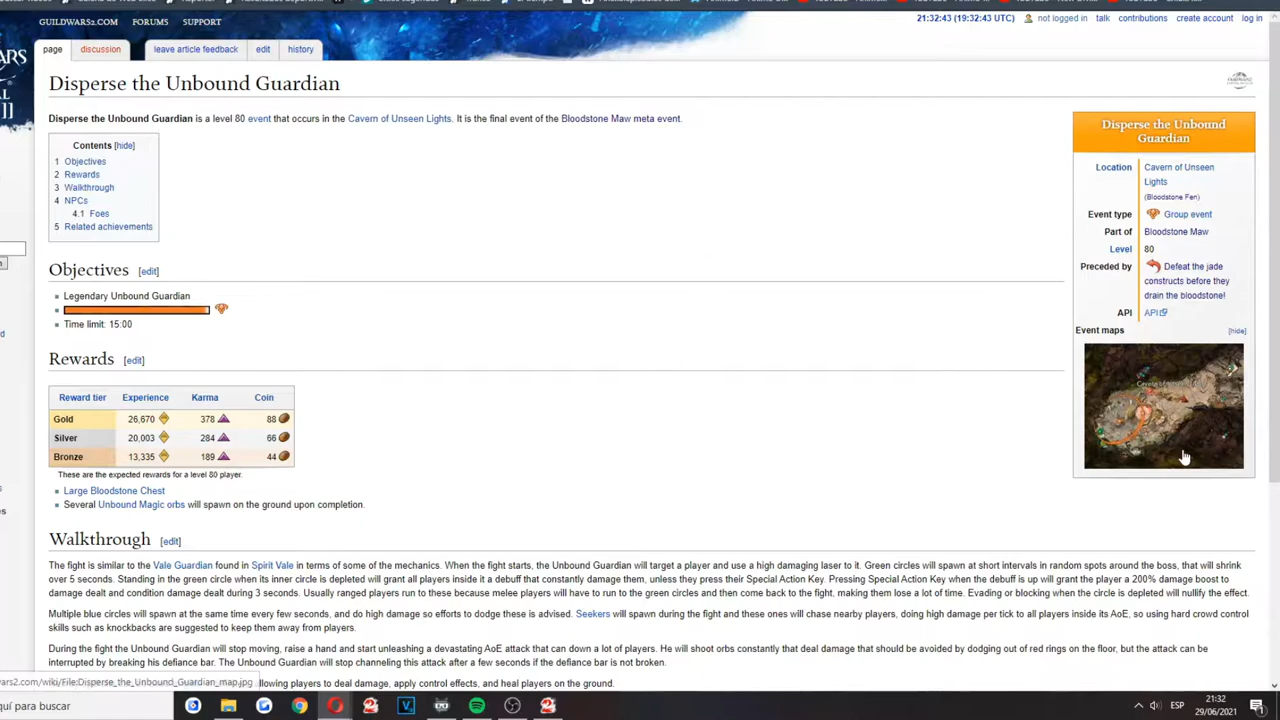 GUILDWARS2.COM FORUMS SUPPORT
21:32:43 (19:32:43 UTC) not logged in talk contributions create account log in
page discussion leave article feedback edit history
Disperse the Unbound Guardian
Disperse the Unbound Guardian is a level 80 event that occurs in the Cavern of Unseen Lights. It is the final event of the Bloodstone Maw meta event.
Contents [hide]
1 Objectives
2 Rewards
3 Walkthrough
4 NPCs
4.1 Foes
5 Related achievements
Disperse the Unbound
Guardian
Location Cavern of Unseen
Lights
(Bloodstone Fen)
Event type Group event
Part of Bloodstone Maw
Level 80
Preceded by Defeat the jade
constructs before they
drain the bloodstone!
API API
Event maps [hide]
Objectives [edit]
Legendary Unbound Guardian
Time limit: 15:00
Rewards [edit]
Reward tier Experience Karma Coin
Gold 26,670 378 88
Silver 20,003 284 66
Bronze 13,335 189 44
These are the expected rewards for a level 80 player.
Large Bloodstone Chest
Several Unbound Magic orbs will spawn on the ground upon completion.
Walkthrough [edit]
The fight is similar to the Vale Guardian found in Spirit Vale in terms of some of the mechanics. When the fight starts, the Unbound Guardian will target a player and use a high damaging laser to it. Green circles will spawn at short intervals in random spots around the boss, that will shrink
over 5 seconds. Standing in the green circle when its inner circle is depleted will grant all players inside it a debuff that constantly damage them, unless they press their Special Action Key. Pressing Special Action Key when the debuff is up will grant the player a 200% damage boost to
damage dealt and condition damage dealt during 3 seconds. Usually ranged players run to these because melee players will have to run to the green circles and then come back to the fight, making them lose a lot of time. Evading or blocking when the circle is depleted will nullify the effect.
Multiple blue circles will spawn at the same time every few seconds, and do high damage so efforts to dodge these is advised. Seekers will spawn during the fight and these ones will chase nearby players, doing high damage per tick to all players inside its AoE, so using hard crowd control
skills such as knockbacks are suggested to keep them away from players.
During the fight the Unbound Guardian will stop moving, raise a hand and start unleashing a devastating AoE attack that can down a lot of players. He will shoot orbs constantly that deal damage that should be avoided by dodging out of red rings on the floor, but the attack can be
interrupted by breaking his defiance bar. The Unbound Guardian will stop channeling this attack after a few seconds if the defiance bar is not broken.
ars2.com/wiki/File:Disperse_the_Unbound_Guardian_map.jpg
llowing players to deal damage, apply control effects, and heal players on the ground.
quí para buscar
ESP
21:32
29/06/2021